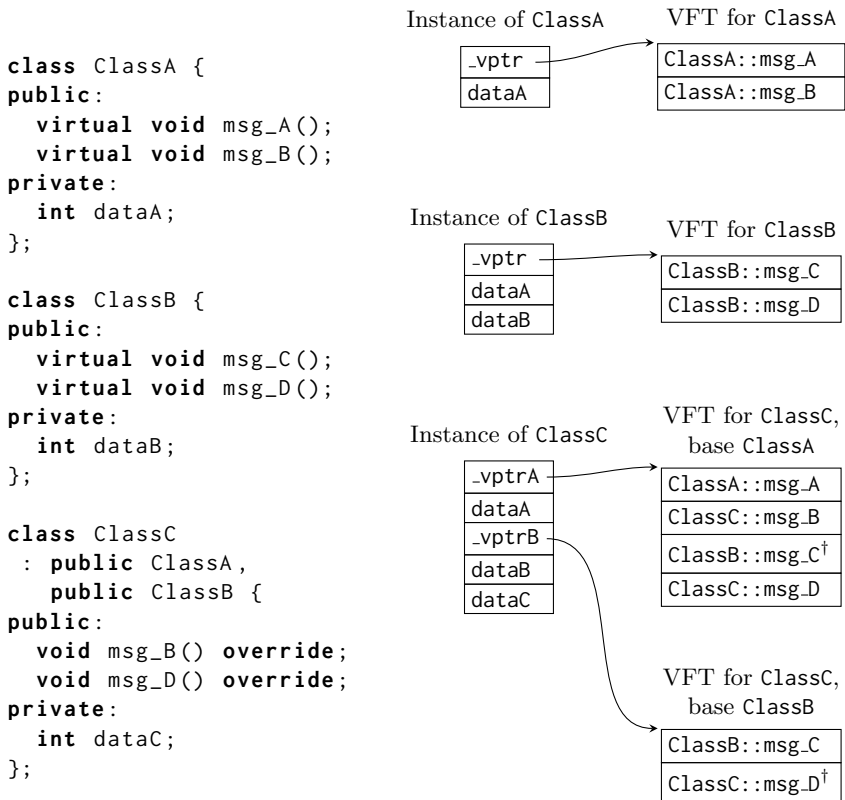 class ClassA {
public:
  virtual void msg_A();
  virtual void msg_B();
private:
  int dataA;
};

class ClassB {
public:
  virtual void msg_C();
  virtual void msg_D();
private:
  int dataB;
};

class ClassC
 : public ClassA,
   public ClassB {
public:
  void msg_B() override;
  void msg_D() override;
private:
  int dataC;
};

Instance of ClassA
_vptr
dataA
VFT for ClassA
ClassA::msg_A
ClassA::msg_B

Instance of ClassB
_vptr
dataA
dataB
VFT for ClassB
ClassB::msg_C
ClassB::msg_D

Instance of ClassC
_vptrA
dataA
_vptrB
dataB
dataC
VFT for ClassC,
base ClassA
ClassA::msg_A
ClassC::msg_B
ClassB::msg_C†
ClassC::msg_D
VFT for ClassC,
base ClassB
ClassB::msg_C
ClassC::msg_D†